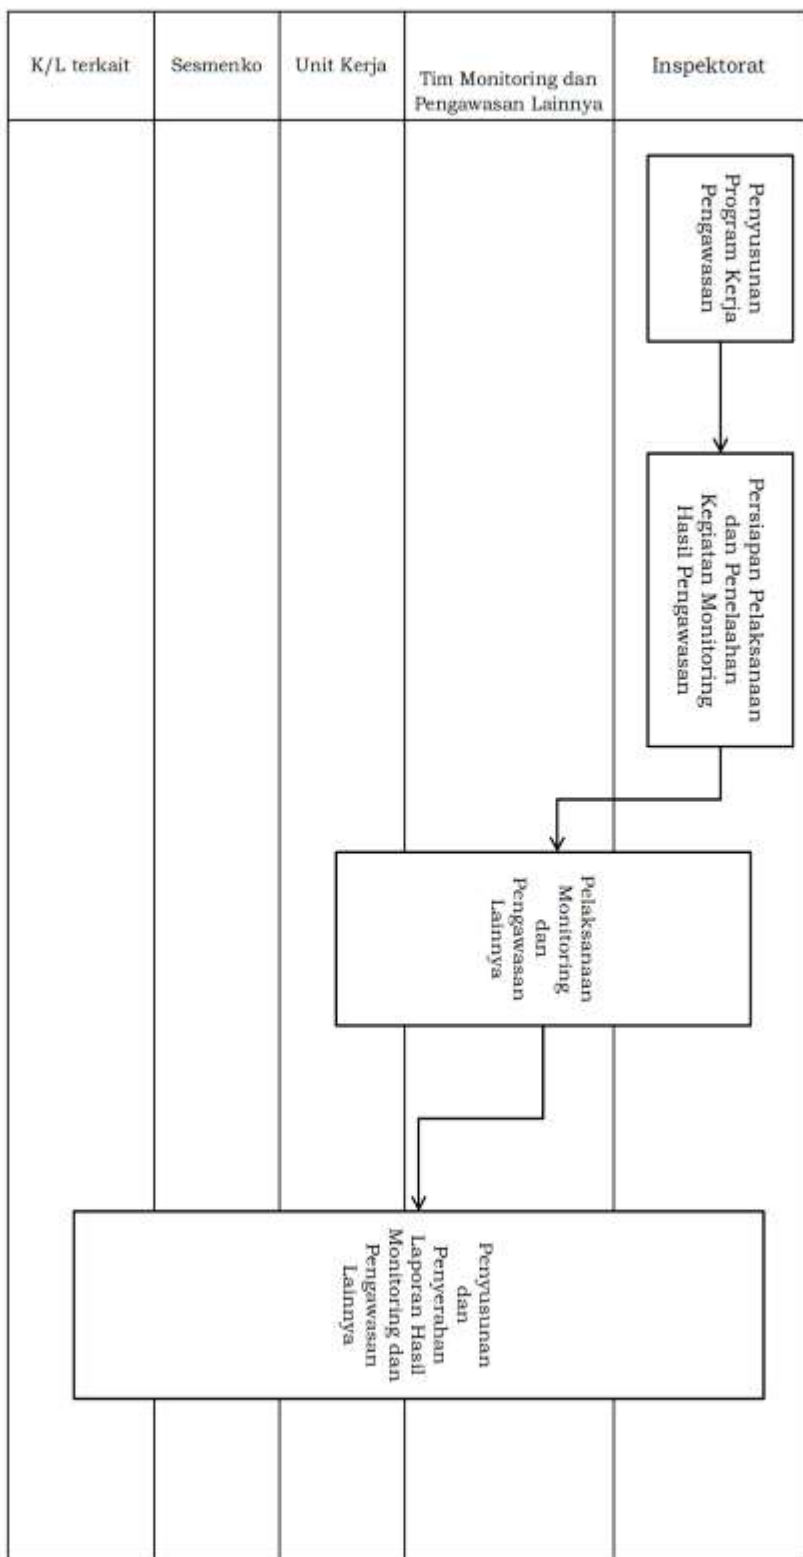 K/L terkait
Sesmenko
Unit Kerja
Tim Monitoring dan
Pengawasan Lainnya
Inspektorat
Penyusunan
Program Kerja
Pengawasan
Persiapan Pelaksanaan
dan Penelaahan
Kegiatan Monitoring
Hasil Pengawasan
Pelaksanaan
Monitoring
dan
Pengawasan
Lainnya
Penyusunan
dan
Penyerahan
Laporan Hasil
Monitoring dan
Pengawasan
Lainnya